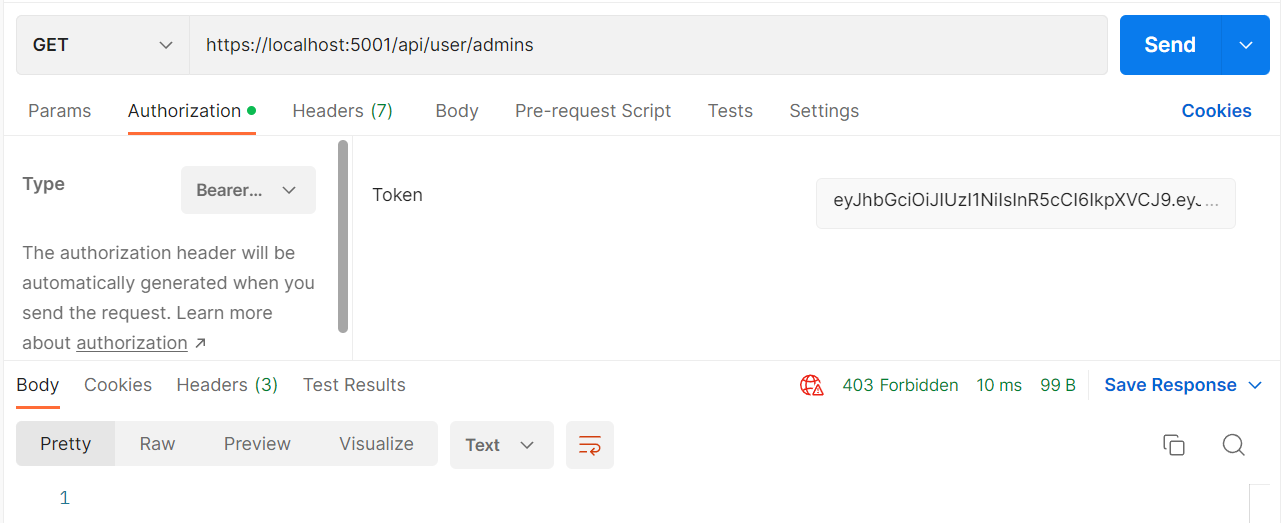 GET https://localhost:5001/api/user/admins Send
Params Authorization Headers (7) Body Pre-request Script Tests Settings Cookies
Type Bearer...
The authorization header will be
automatically generated when you
send the request. Learn more
about authorization ↗
Token eyJhbGciOiJIUzI1NiIsInR5cCI6IkpXVCJ9.eyJ...
Body Cookies Headers (3) Test Results 403 Forbidden 10 ms 99 B Save Response
Pretty Raw Preview Visualize Text
1